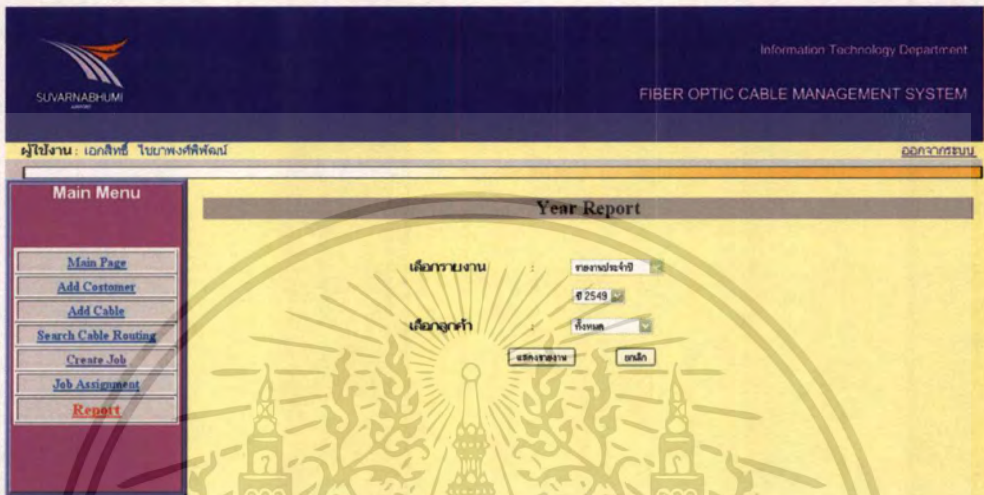 Information Technology Department
SUVARNABHUMI
AIRPORT
FIBER OPTIC CABLE MANAGEMENT SYSTEM
ผู้ใช้งาน : เอกสิทธิ์ ไชยาพงศ์พิพัฒน์
ออกจากระบบ
Main Menu
Year Report
Main Page
Add Costomer
Add Cable
Search Cable Routing
Create Job
Job Assignment
Report
เลือกรายงาน : รายงานประจำปี
ปี 2549
เลือกลูกค้า : ทั้งหมด
แสดงรายงาน ยกเลิก